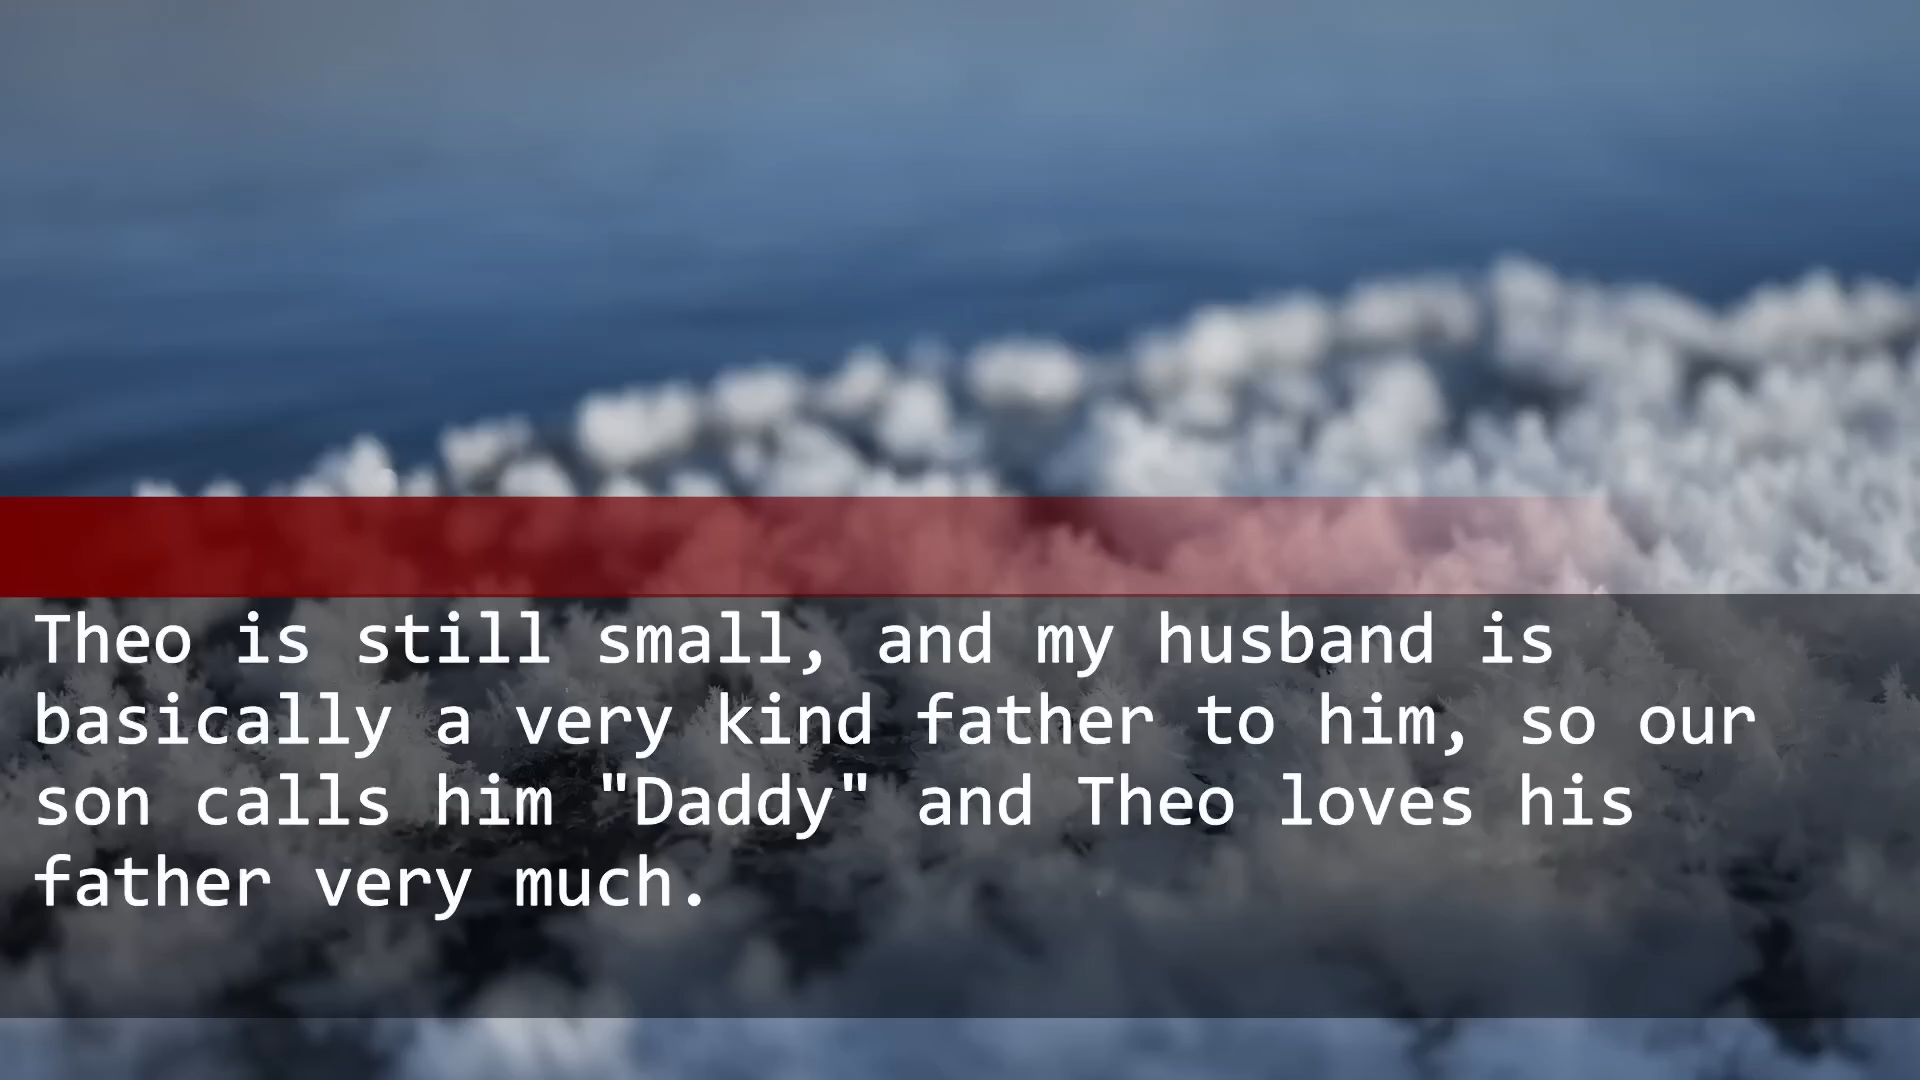 Theo is still small, and my husband is
basically a very kind father to him, so our
son calls him "Daddy" and Theo loves his
father very much.